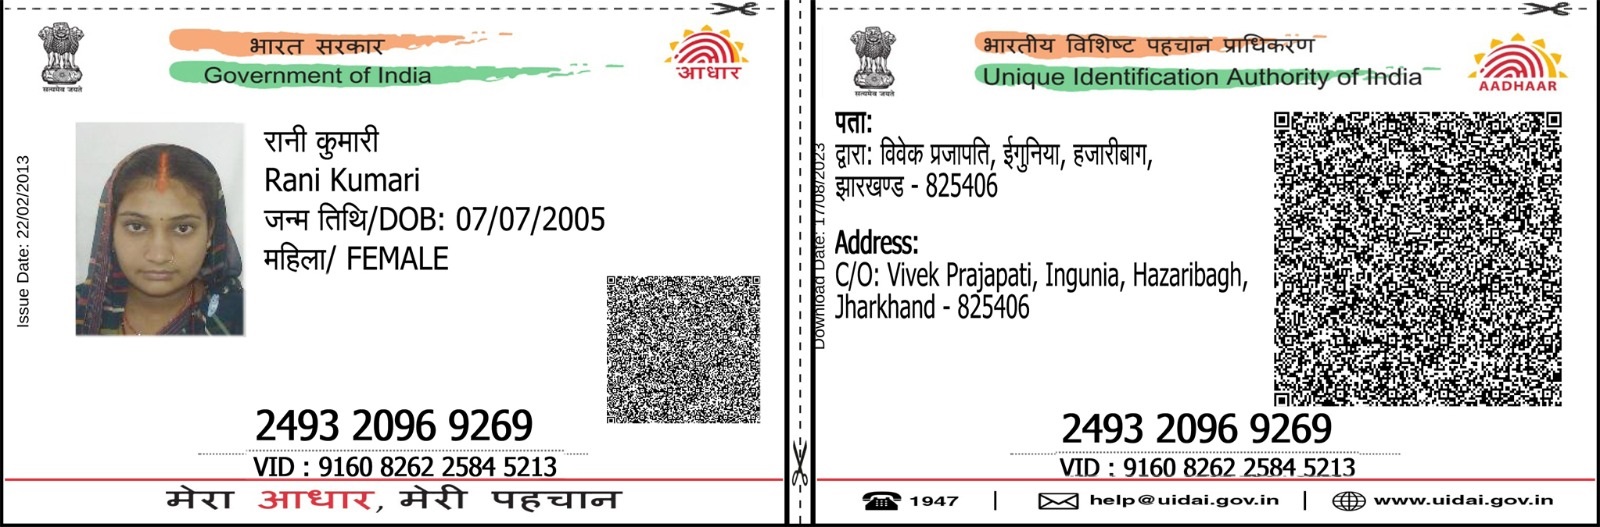 भारत सरकार
Government of India
आधार
सत्यमेव जयते
Issue Date: 22/02/2013
रानी कुमारी
Rani Kumari
जन्म तिथि/DOB: 07/07/2005
महिला/ FEMALE
2493 2096 9269
VID : 9160 8262 2584 5213
मेरा आधार, मेरी पहचान
भारतीय विशिष्ट पहचान प्राधिकरण
Unique Identification Authority of India
AADHAAR
सत्यमेव जयते
Download Date: 17/08/2023
पता:
द्वारा: विवेक प्रजापति, ईगुनिया, हजारीबाग,
झारखण्ड - 825406
Address:
C/O: Vivek Prajapati, Ingunia, Hazaribagh,
Jharkhand - 825406
2493 2096 9269
VID : 9160 8262 2584 5213
1947 | help@uidai.gov.in | www.uidai.gov.in